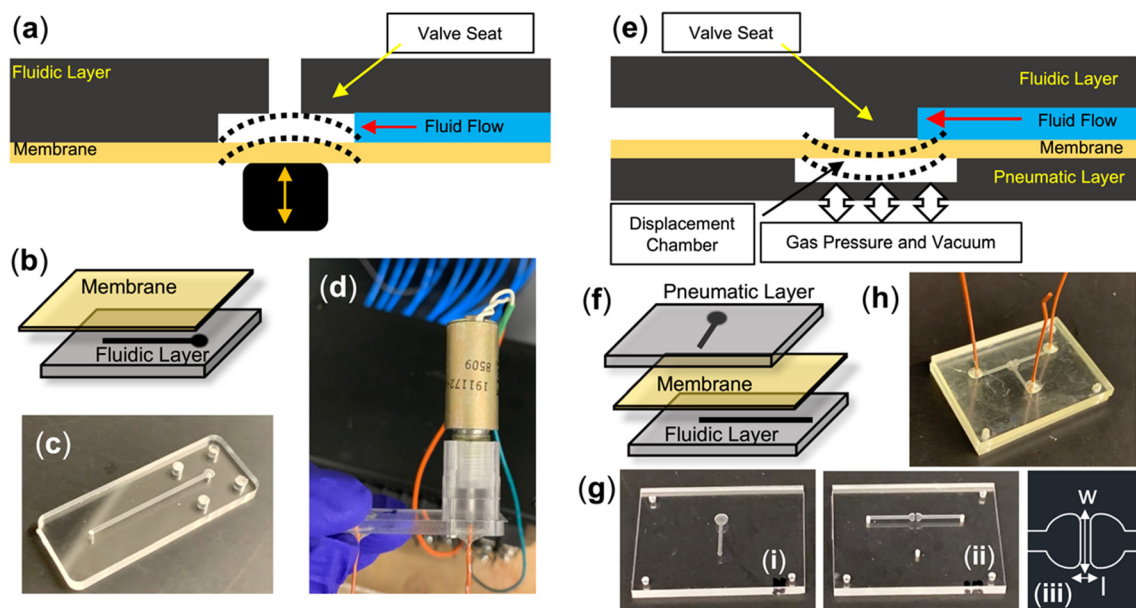 (a)
Valve Seat
Fluidic Layer
Fluid Flow
Membrane
(b)
Membrane
Fluidic Layer
(c)
(d)
191172-
8509
(e)
Valve Seat
Fluidic Layer
Fluid Flow
Membrane
Pneumatic Layer
Displacement
Chamber
Gas Pressure and Vacuum
(f)
Pneumatic Layer
Membrane
Fluidic Layer
(h)
(g)
(i)
(ii)
W
(iii)
l